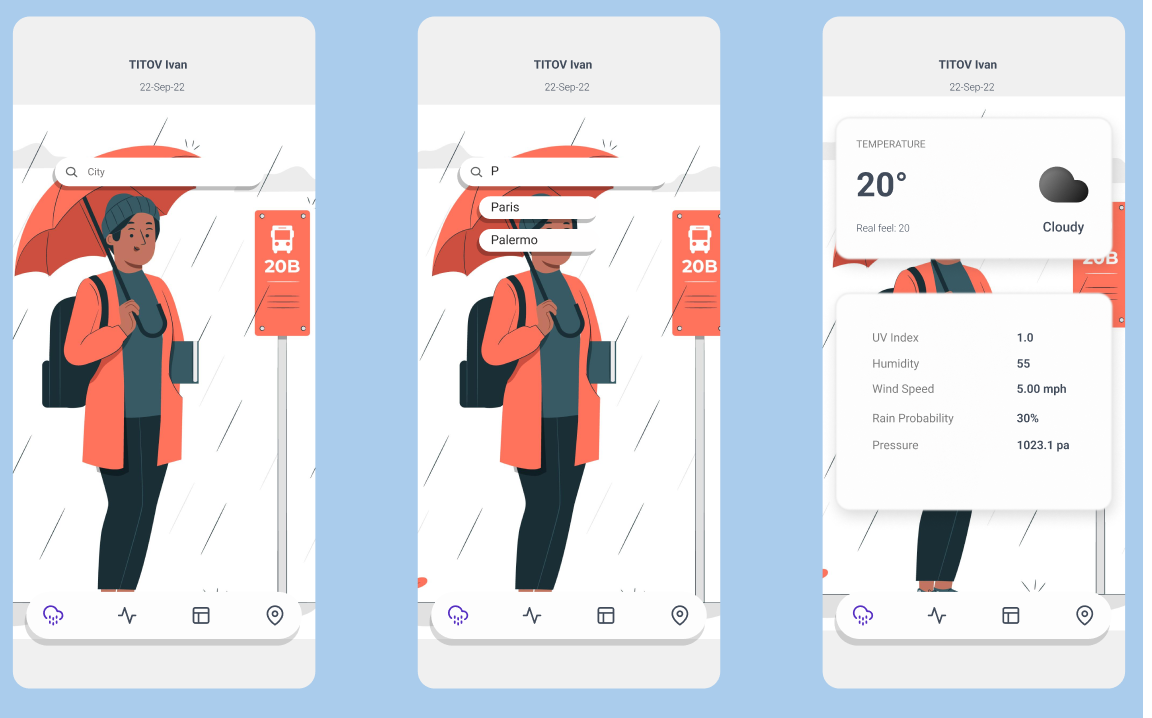 TITOV Ivan
22-Sep-22
City
20B
TITOV Ivan
22-Sep-22
P
Paris
Palermo
20B
TITOV Ivan
22-Sep-22
TEMPERATURE
20°
Real feel: 20
Cloudy
20B
UV Index 1.0
Humidity 55
Wind Speed 5.00 mph
Rain Probability 30%
Pressure 1023.1 pa